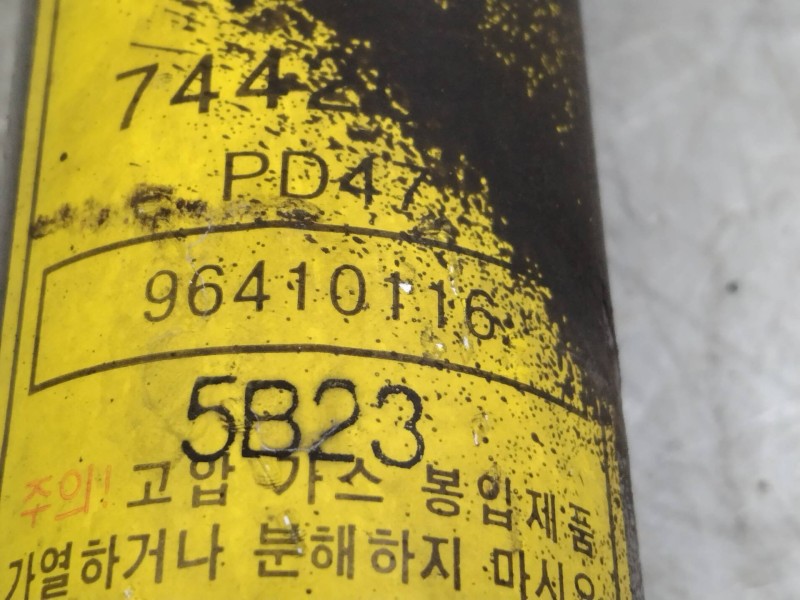 7442
PD47
96410116
5B23
주의! 고압 가스 봉입제품
가열하거나 분해하지 마시오